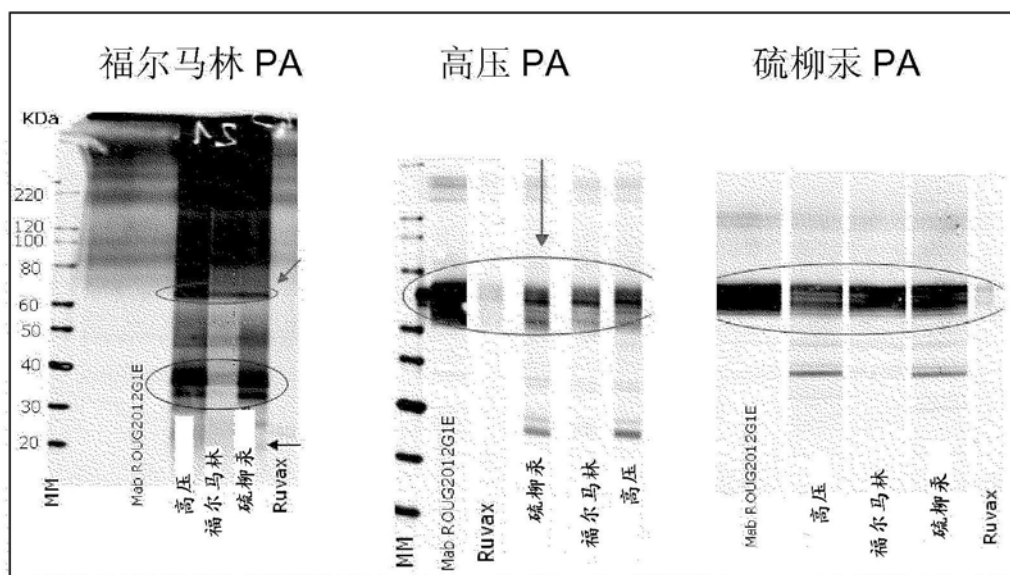 福尔马林 PA
高压 PA
硫柳汞 PA
KDa
220
120
100
80
60
50
40
30
20
MM
Mab ROUG2012G1E
高压
福尔马林
硫柳汞
Ruvax
MM
Mab ROUG2012G1E
Ruvax
硫柳汞
福尔马林
高压
Mab ROUG2012G1E
高压
福尔马林
硫柳汞
Ruvax